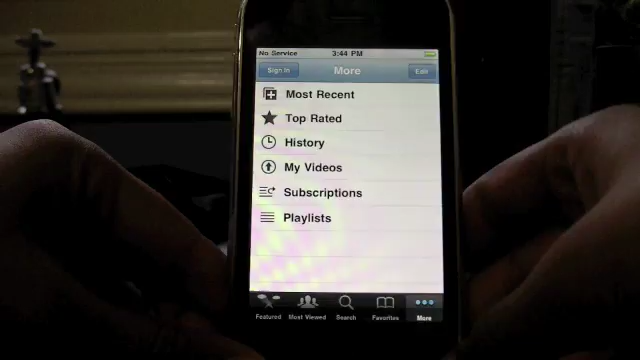 No Service 3:44 PM
Sign In More Edit
Most Recent
Top Rated
History
My Videos
Subscriptions
Playlists
Featured Most Viewed Search Favorites More